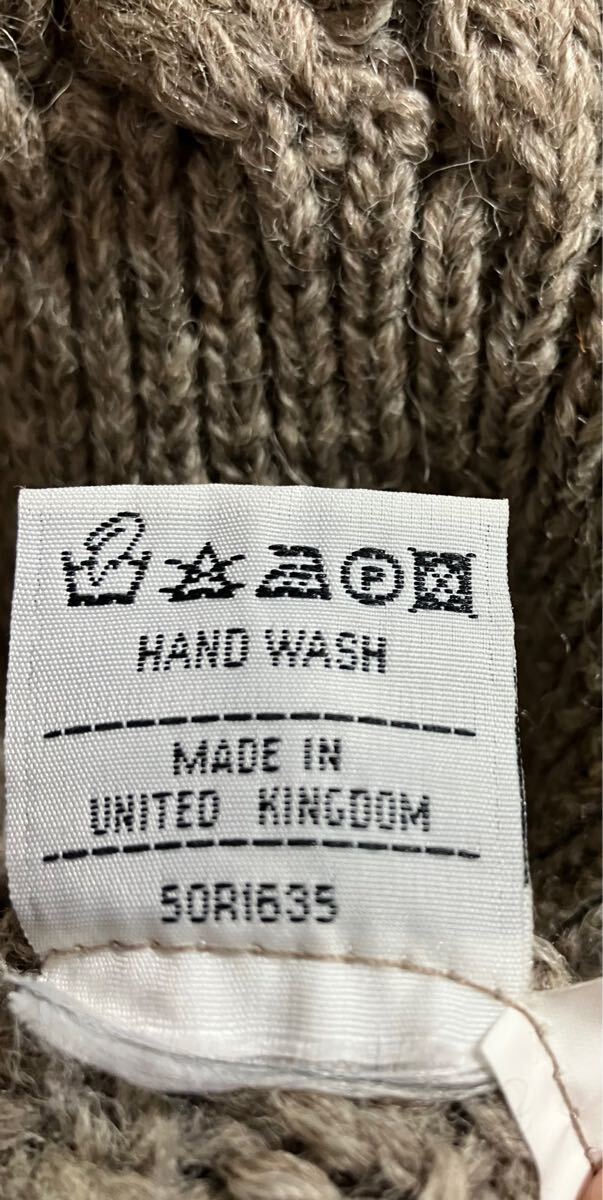 P
HAND WASH
MADE IN
UNITED KINGDOM
50R1635